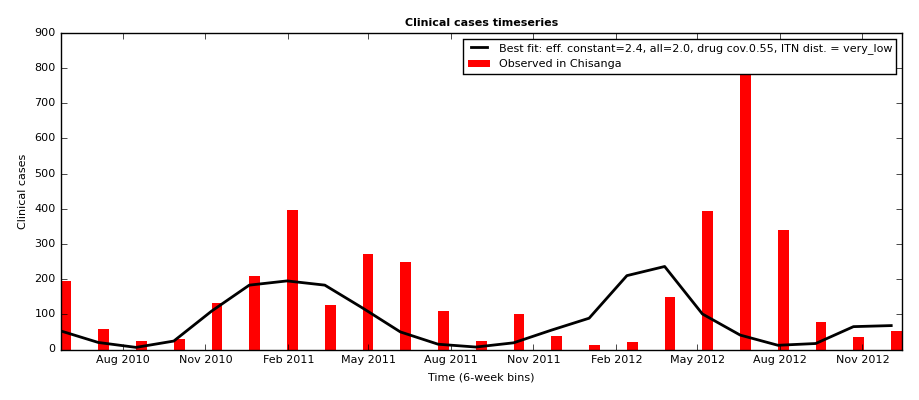 Clinical cases timeseries
Best fit: eff. constant=2.4, all=2.0, drug cov.0.55, ITN dist. = very_low
Observed in Chisanga
900
800
700
600
500
400
300
200
100
0
Clinical cases
Aug 2010 Nov 2010 Feb 2011 May 2011 Aug 2011 Nov 2011 Feb 2012 May 2012 Aug 2012 Nov 2012
Time (6-week bins)